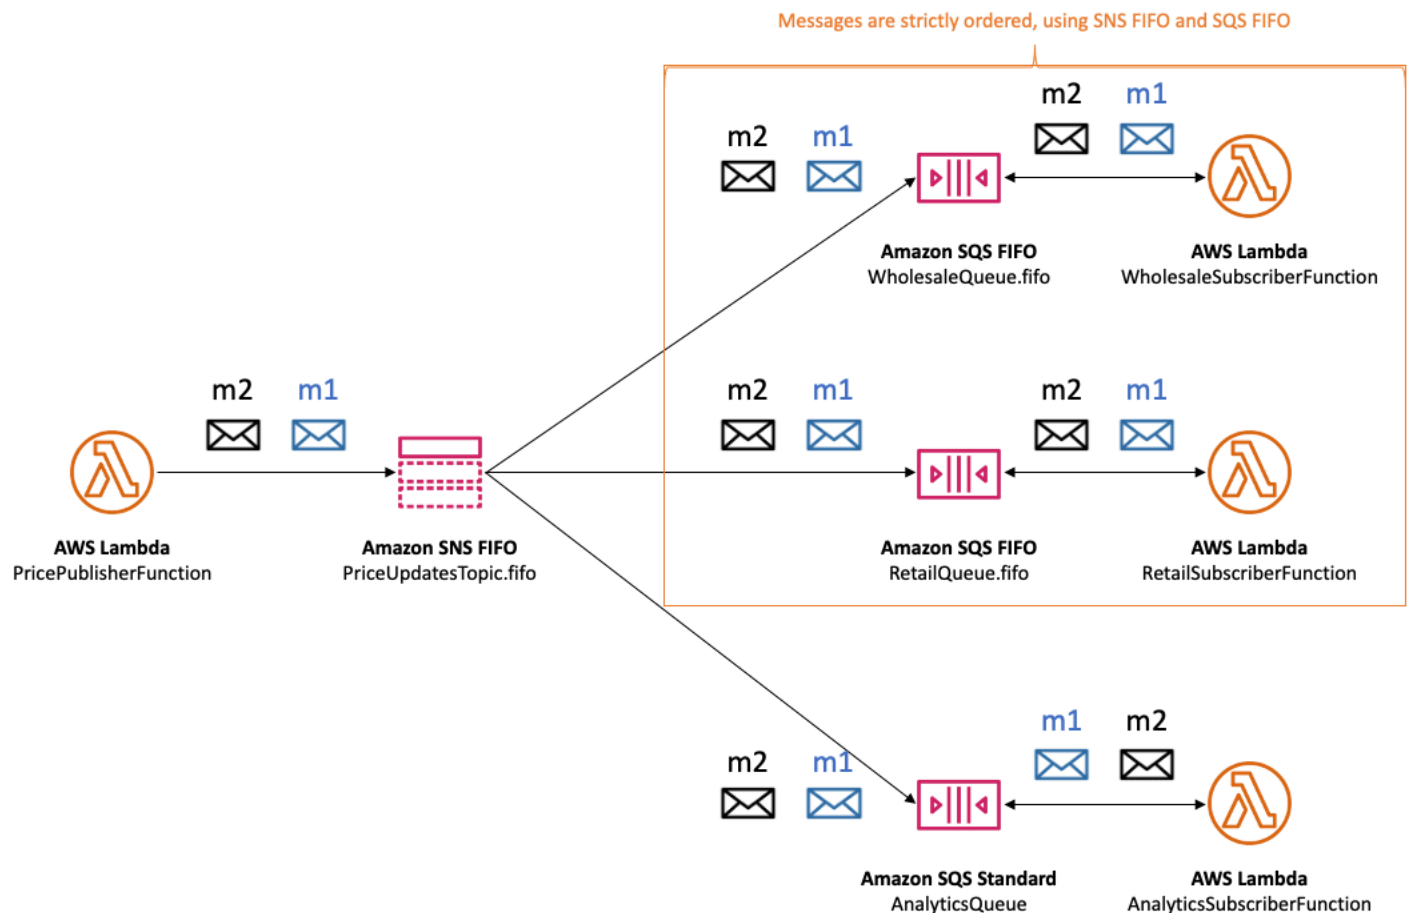 Messages are strictly ordered, using SNS FIFO and SQS FIFO
m2 m1
m2 m1
Amazon SQS FIFO
WholesaleQueue.fifo
AWS Lambda
WholesaleSubscriberFunction
m2 m1
m2 m1
m2 m1
AWS Lambda
PricePublisherFunction
Amazon SNS FIFO
PriceUpdatesTopic.fifo
Amazon SQS FIFO
RetailQueue.fifo
AWS Lambda
RetailSubscriberFunction
m2 m1
m1 m2
Amazon SQS Standard
AnalyticsQueue
AWS Lambda
AnalyticsSubscriberFunction